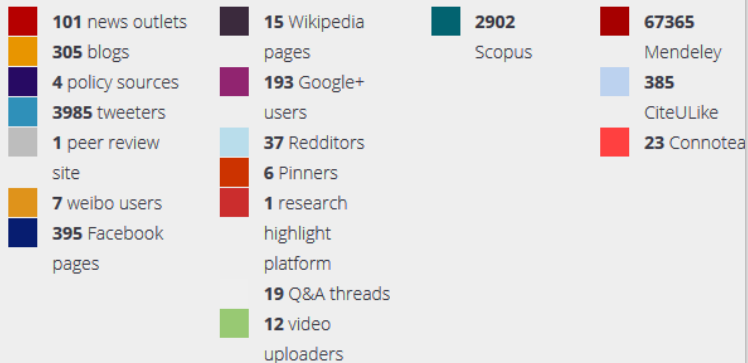 101 news outlets
305 blogs
4 policy sources
3985 tweeters
1 peer review
site
7 weibo users
395 Facebook
pages
15 Wikipedia
pages
193 Google+
users
37 Redditors
6 Pinners
1 research
highlight
platform
19 Q&A threads
12 video
uploaders
2902
Scopus
67365
Mendeley
385
CiteULike
23 Connotea